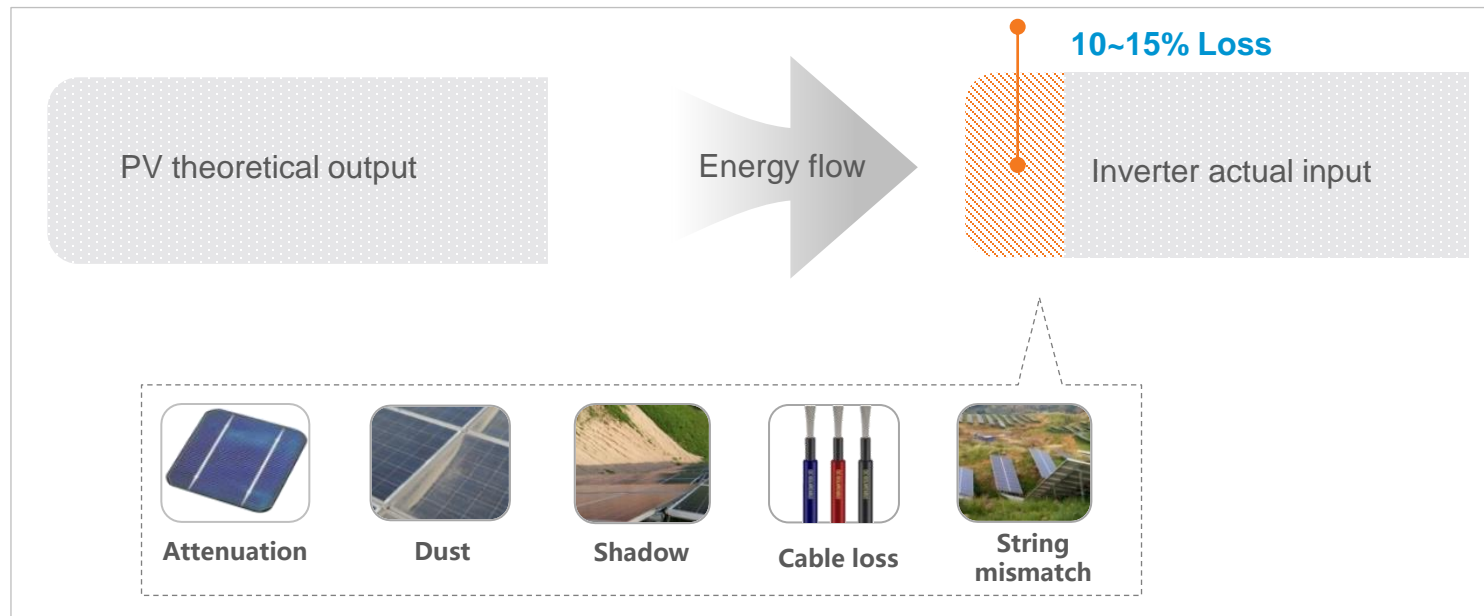 10~15% Loss
PV theoretical output
Energy flow
Inverter actual input
Attenuation
Dust
Shadow
Cable loss
String
mismatch